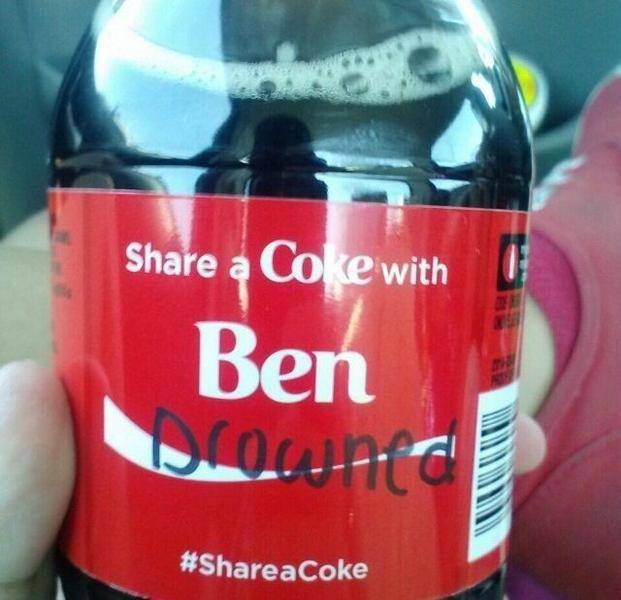 Share a Coke with
Ben
Drowned
#ShareaCoke